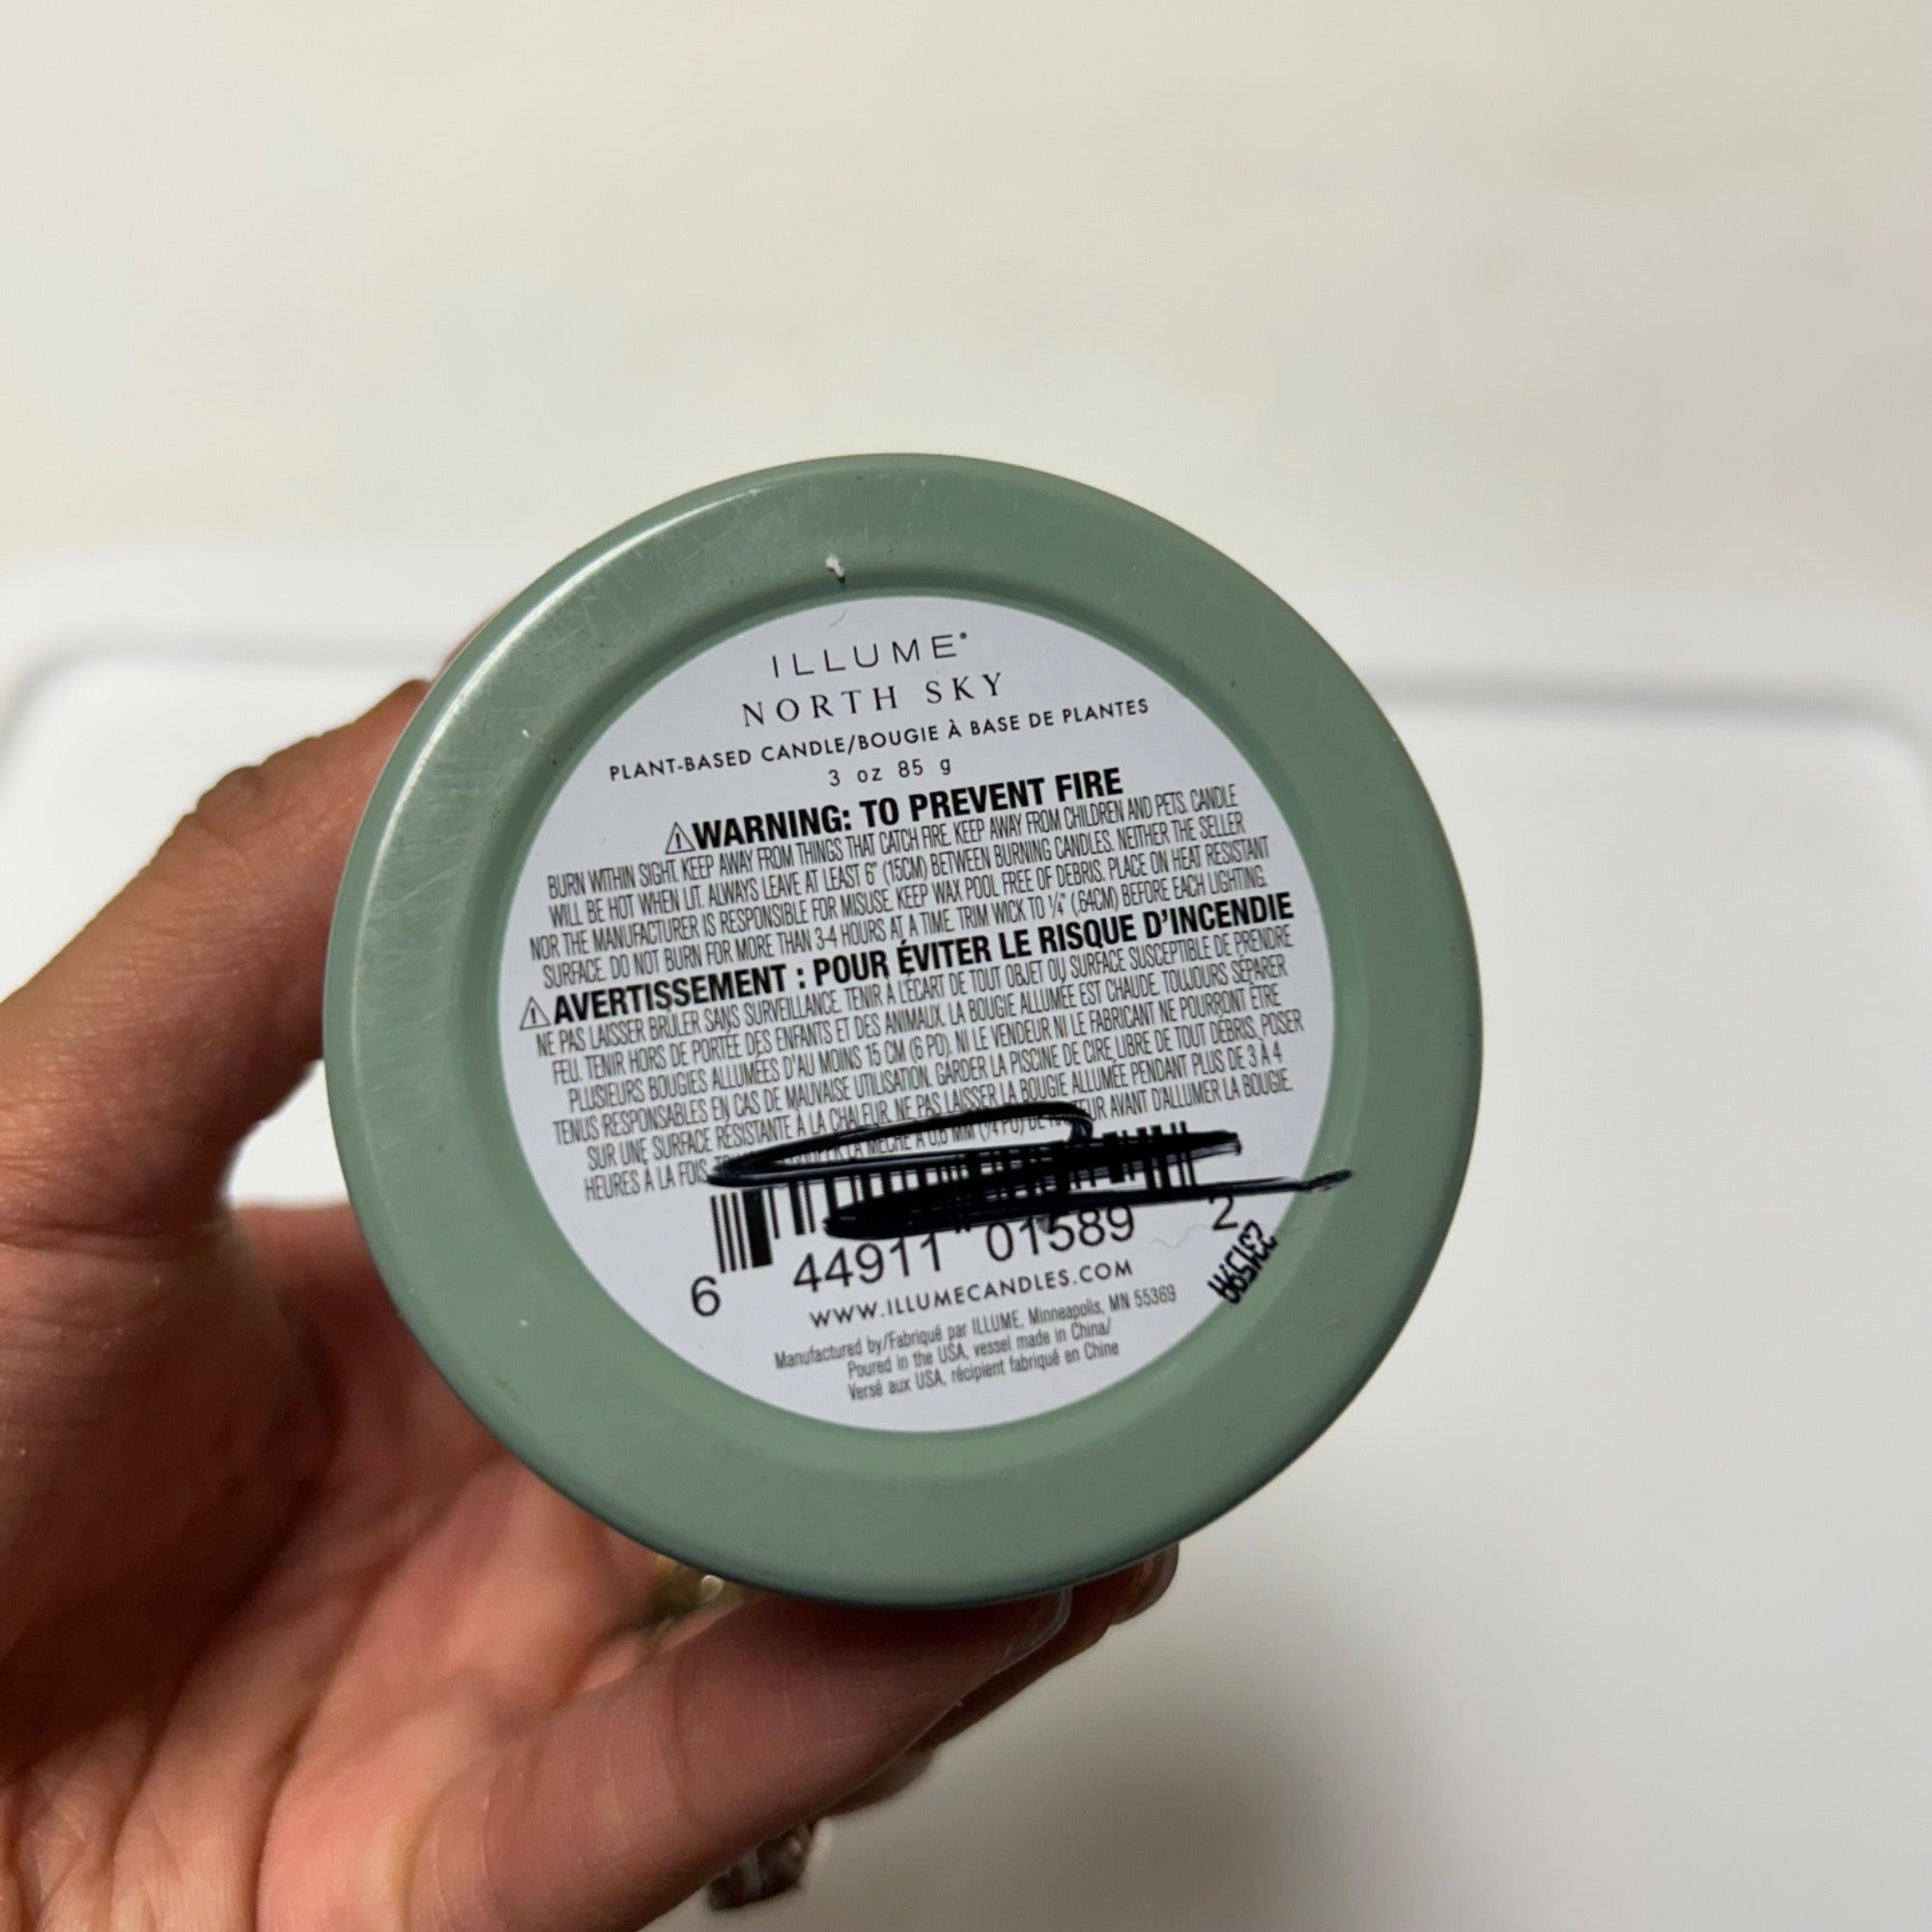 ILLUME®
NORTH SKY
PLANT-BASED CANDLE/BOUGIE À BASE DE PLANTES
3 oz 85 g
⚠WARNING: TO PREVENT FIRE
BURN WITHIN SIGHT. KEEP AWAY FROM THINGS THAT CATCH FIRE. KEEP AWAY FROM CHILDREN AND PETS. CANDLE
WILL BE HOT WHEN LIT. ALWAYS LEAVE AT LEAST 6" (15CM) BETWEEN BURNING CANDLES. NEITHER THE SELLER
NOR THE MANUFACTURER IS RESPONSIBLE FOR MISUSE. KEEP WAX POOL FREE OF DEBRIS. PLACE ON HEAT RESISTANT
SURFACE. DO NOT BURN FOR MORE THAN 3-4 HOURS AT A TIME. TRIM WICK TO ¼" (.64CM) BEFORE EACH LIGHTING.
⚠AVERTISSEMENT : POUR ÉVITER LE RISQUE D'INCENDIE
NE PAS LAISSER BRÛLER SANS SURVEILLANCE. TENIR À L'ÉCART DE TOUT OBJET OU SURFACE SUSCEPTIBLE DE PRENDRE
FEU. TENIR HORS DE PORTÉE DES ENFANTS ET DES ANIMAUX. LA BOUGIE ALLUMÉE EST CHAUDE. TOUJOURS SÉPARER
PLUSIEURS BOUGIES ALLUMÉES D'AU MOINS 15 CM (6 PO). NI LE VENDEUR NI LE FABRICANT NE POURRONT ÊTRE
TENUS RESPONSABLES EN CAS DE MAUVAISE UTILISATION. GARDER LA PISCINE DE CIRE LIBRE DE TOUT DÉBRIS. POSER
SUR UNE SURFACE RÉSISTANTE À LA CHALEUR. NE PAS LAISSER LA BOUGIE ALLUMÉE PENDANT PLUS DE 3 À 4
HEURES À LA FOIS. LA MÈCHE À 0,6 MM (¼ PO) DE AVANT D'ALLUMER LA BOUGIE.
6 44911 01589 2
23159A
WWW.ILLUMECANDLES.COM
Manufactured by/Fabriqué par ILLUME, Minneapolis, MN 55369
Poured in the USA, vessel made in China/
Versé aux USA, récipient fabriqué en Chine